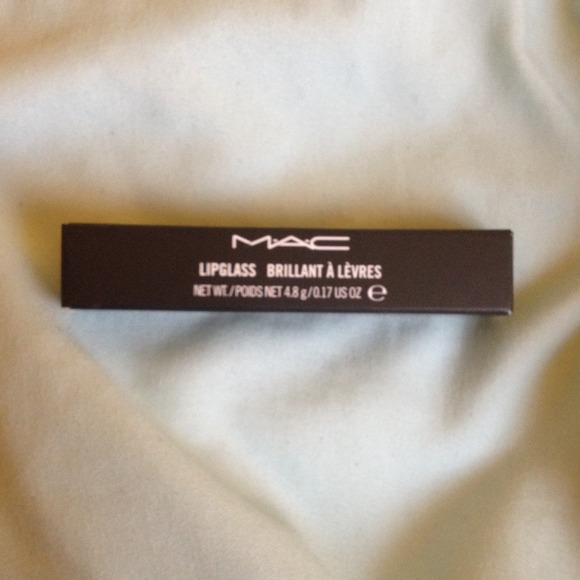 M·A·C
LIPGLASS BRILLANT À LÈVRES
NET WT./POIDS NET 4.8 g/0.17 US OZ ℮